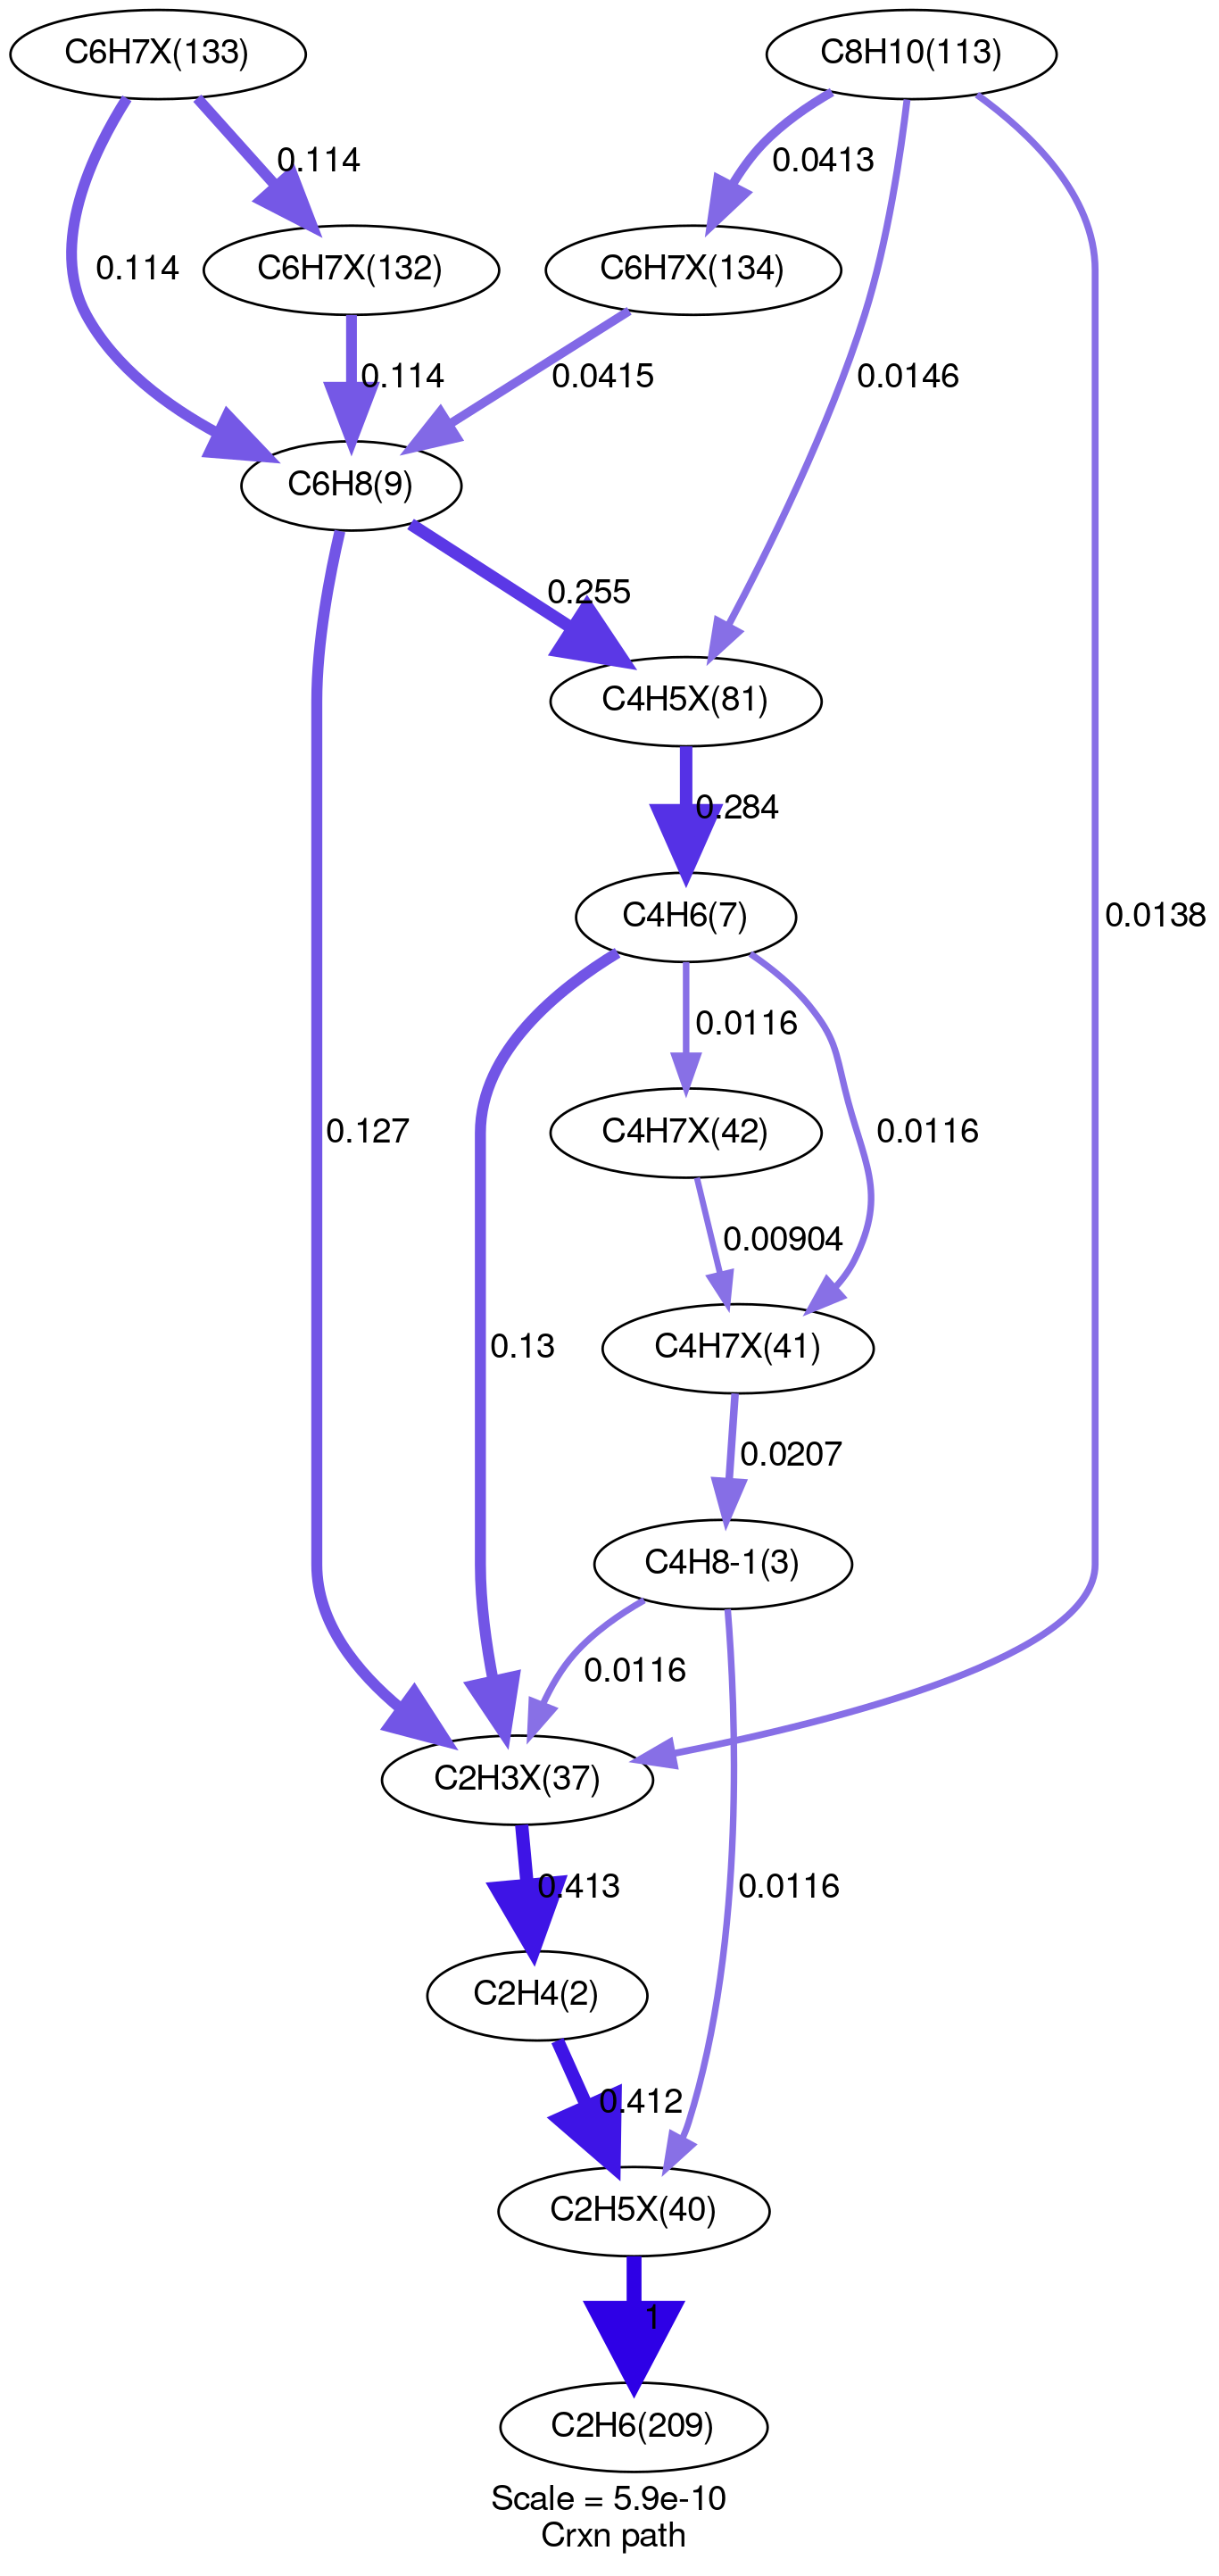 C6H7X(133)
C8H10(113)
0.114
0.0413
0.114
C6H7X(132)
C6H7X(134)
0.114
0.0415
0.0146
C6H8(9)
0.255
C4H5X(81)
0.284
C4H6(7)
0.0138
0.0116
0.127
C4H7X(42)
0.0116
0.00904
0.13
C4H7X(41)
0.0207
C4H8-1(3)
0.0116
C2H3X(37)
0.413
0.0116
C2H4(2)
0.412
C2H5X(40)
1
C2H6(209)
Scale = 5.9e-10
Crxn path